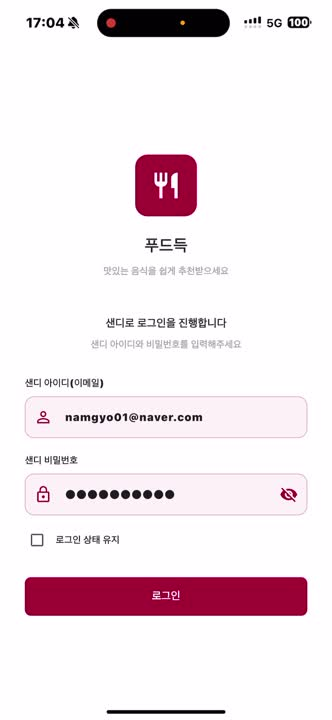 17:04
5G
100
푸드득
맛있는 음식을 쉽게 추천받으세요
샌디로 로그인을 진행합니다
샌디 아이디와 비밀번호를 입력해주세요
샌디 아이디(이메일)
namgyo01@naver.com
샌디 비밀번호
●●●●●●●●●●
로그인 상태 유지
로그인